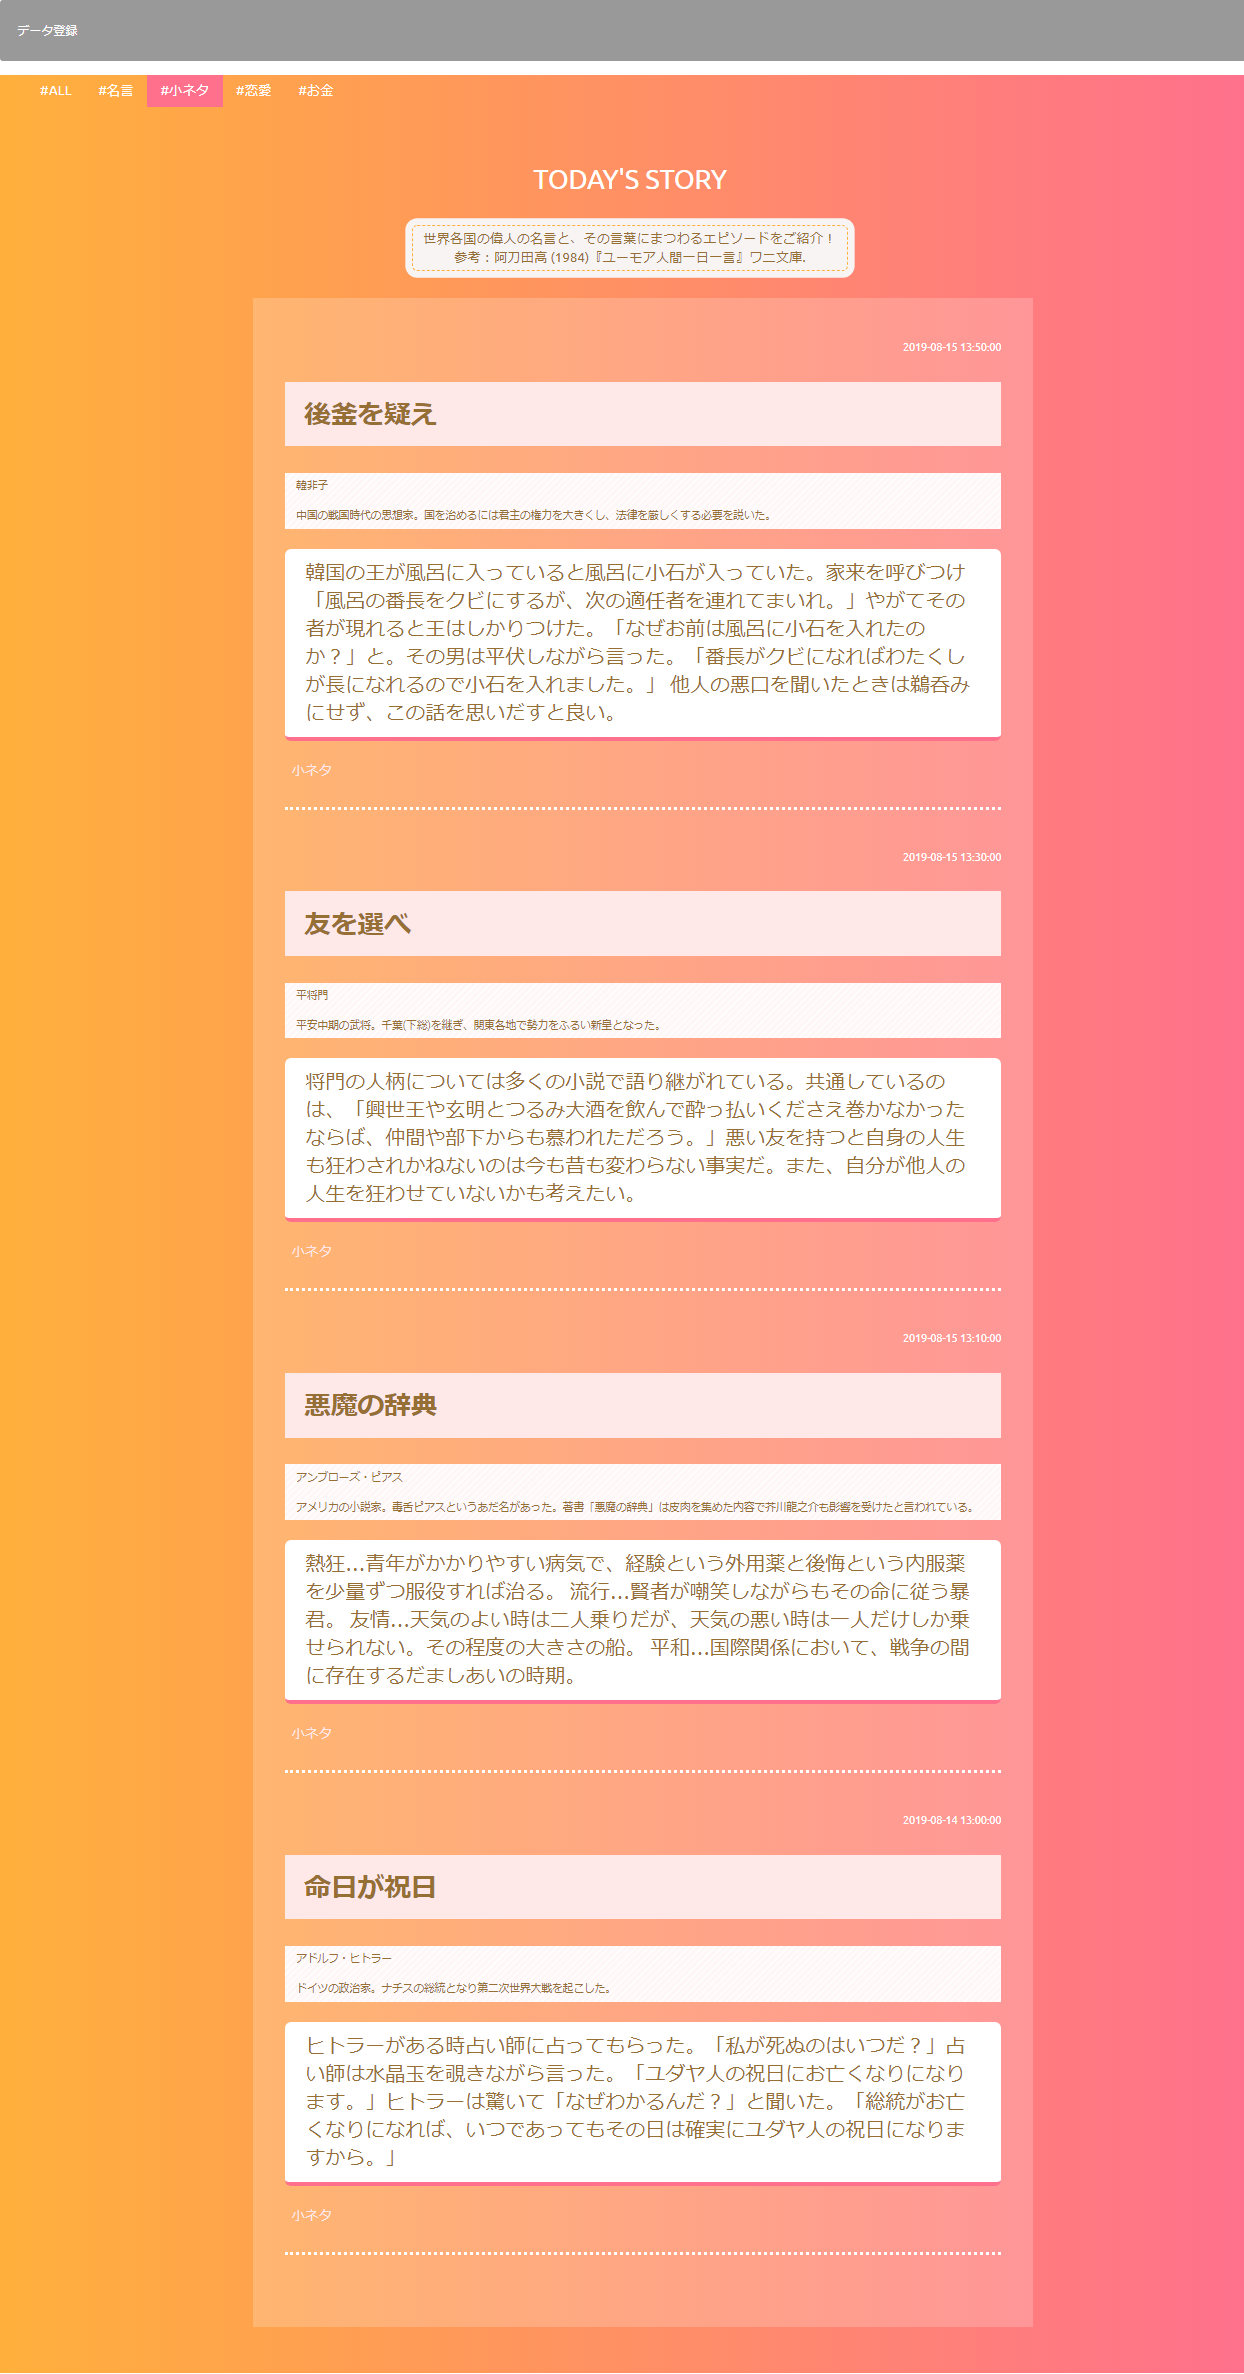 データ登録
#ALL #名言 #小ネタ #恋愛 #お金
TODAY'S STORY
世界各国の偉人の名言と、その言葉にまつわるエピソードをご紹介！
参考：阿刀田高 (1984)『ユーモア人間一日一言』ワニ文庫.
2019-08-15 13:50:00
後釜を疑え
韓非子
中国の戦国時代の思想家。国を治めるには君主の権力を大きくし、法律を厳しくする必要を説いた。
韓国の王が風呂に入っていると風呂に小石が入っていた。家来を呼びつけ
「風呂の番長をクビにするが、次の適任者を連れてまいれ。」やがてその
者が現れると王はしかりつけた。「なぜお前は風呂に小石を入れたの
か？」と。その男は平伏しながら言った。「番長がクビになればわたくし
が長になれるので小石を入れました。」 他人の悪口を聞いたときは鵜呑み
にせず、この話を思いだすと良い。
小ネタ
2019-08-15 13:30:00
友を選べ
平将門
平安中期の武将。千葉(下総)を継ぎ、関東各地で勢力をふるい新皇となった。
将門の人柄については多くの小説で語り継がれている。共通しているの
は、「興世王や玄明とつるみ大酒を飲んで酔っ払いくださえ巻かなかった
ならば、仲間や部下からも慕われただろう。」悪い友を持つと自身の人生
も狂わされかねないのは今も昔も変わらない事実だ。また、自分が他人の
人生を狂わせていないかも考えたい。
小ネタ
2019-08-15 13:10:00
悪魔の辞典
アンブローズ・ピアス
アメリカの小説家。毒舌ピアスというあだ名があった。著書「悪魔の辞典」は皮肉を集めた内容で芥川龍之介も影響を受けたと言われている。
熱狂…青年がかかりやすい病気で、経験という外用薬と後悔という内服薬
を少量ずつ服役すれば治る。 流行…賢者が嘲笑しながらもその命に従う暴
君。 友情…天気のよい時は二人乗りだが、天気の悪い時は一人だけしか乗
せられない。その程度の大きさの船。 平和…国際関係において、戦争の間
に存在するだましあいの時期。
小ネタ
2019-08-14 13:00:00
命日が祝日
アドルフ・ヒトラー
ドイツの政治家。ナチスの総統となり第二次世界大戦を起こした。
ヒトラーがある時占い師に占ってもらった。「私が死ぬのはいつだ？」占
い師は水晶玉を覗きながら言った。「ユダヤ人の祝日にお亡くなりになり
ます。」ヒトラーは驚いて「なぜわかるんだ？」と聞いた。「総統がお亡
くなりになれば、いつであってもその日は確実にユダヤ人の祝日になりま
すから。」
小ネタ